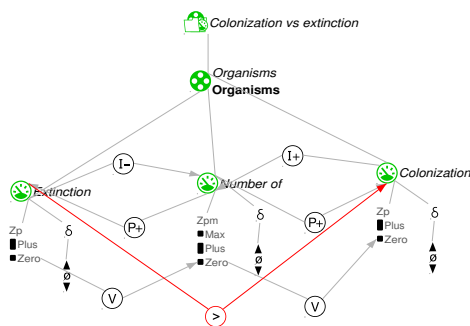 Colonization vs extinction
Organisms
Organisms
I−
I+
Extinction
Number of
Colonization
P+
P+
Zp
Plus
Zero
δ
ø
Zpm
Max
Plus
Zero
δ
ø
Zp
Plus
Zero
δ
ø
V
V
>